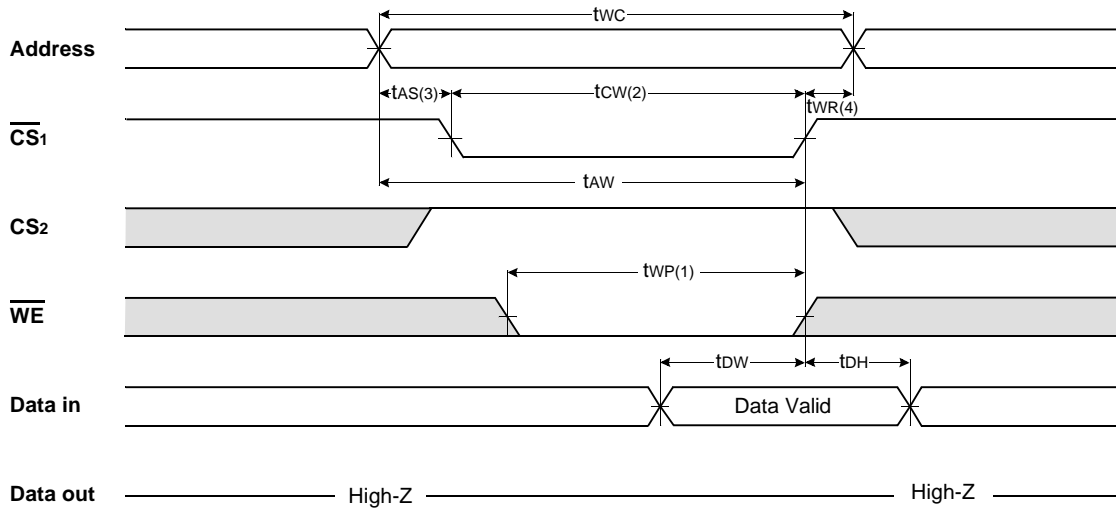 tWC
Address
tAS(3) tCW(2) tWR(4)
CS1
tAW
CS2
tWP(1)
WE
tDW tDH
Data in Data Valid
Data out High-Z High-Z